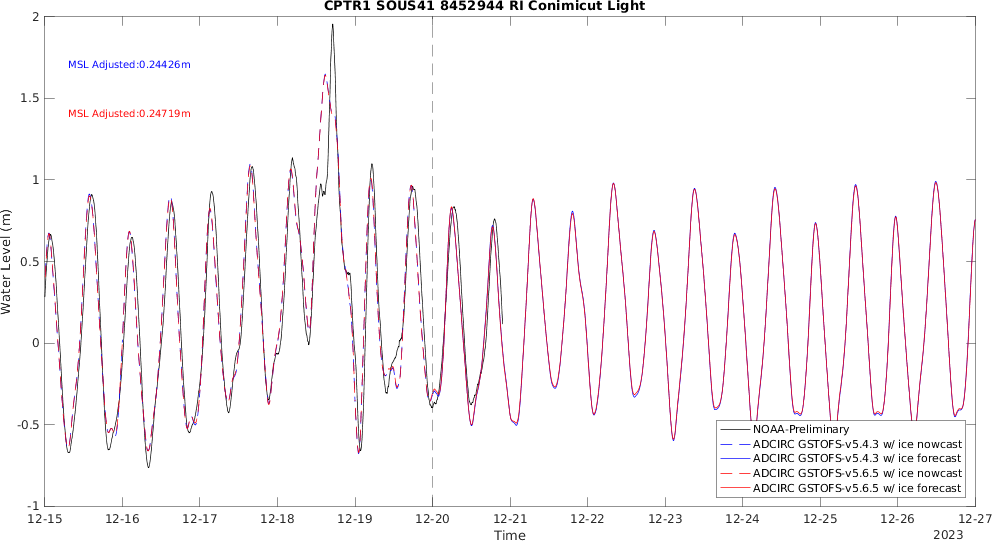 CPTR1 SOUS41 8452944 RI Conimicut Light
2
1.5
1
0.5
0
-0.5
-1
Water Level (m)
MSL Adjusted:0.24426m
MSL Adjusted:0.24719m
NOAA-Preliminary
ADCIRC GSTOFS-v5.4.3 w/ ice nowcast
ADCIRC GSTOFS-v5.4.3 w/ ice forecast
ADCIRC GSTOFS-v5.6.5 w/ ice nowcast
ADCIRC GSTOFS-v5.6.5 w/ ice forecast
12-15 12-16 12-17 12-18 12-19 12-20 12-21 12-22 12-23 12-24 12-25 12-26 12-27
Time
2023